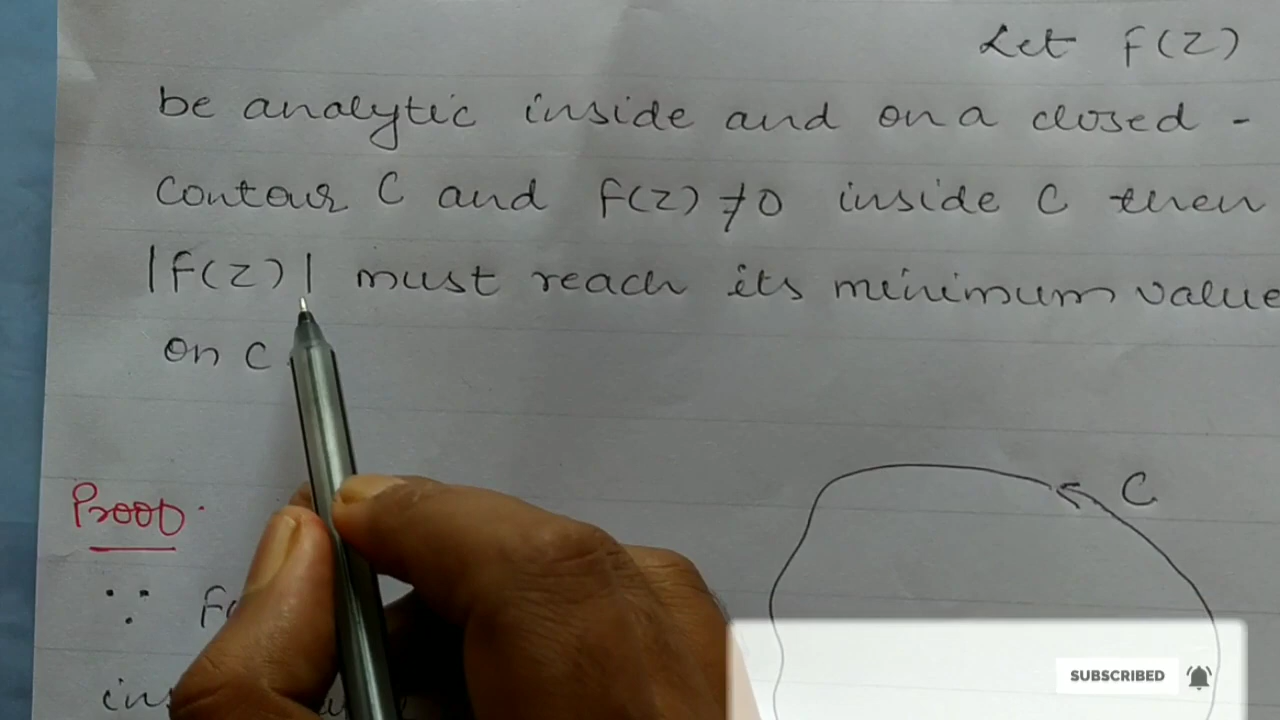 Let f(z)
be analytic inside and on a closed -
contour C and f(z) ≠ 0 inside C then
|f(z)| must reach its minimum value
on C.
C
Proof.
∵
SUBSCRIBED